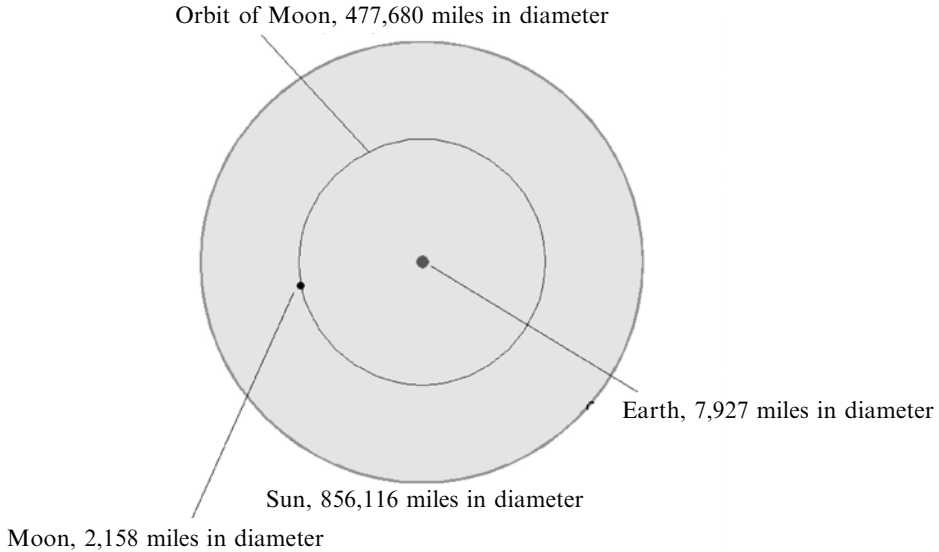 Orbit of Moon, 477,680 miles in diameter
Earth, 7,927 miles in diameter
Sun, 856,116 miles in diameter
Moon, 2,158 miles in diameter